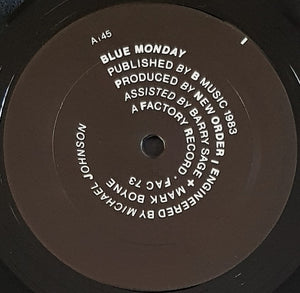 A:45
BLUE MONDAY
PUBLISHED BY B MUSIC 1983
PRODUCED BY NEW ORDER | ENGINEERED BY MICHAEL JOHNSON
ASSISTED BY BARRY SAGE + MARK BOYNE
A FACTORY RECORD · FAC 73